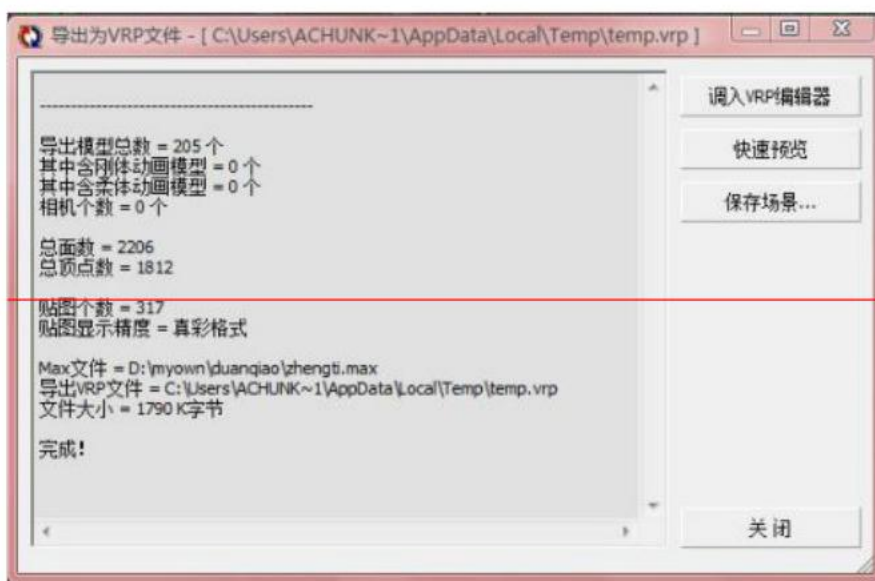 导出为VRP文件 - [ C:\Users\ACHUNK~1\AppData\Local\Temp\temp.vrp ]
----------------------------------------
导出模型总数 = 205 个
其中含刚体动画模型 = 0 个
其中含柔体动画模型 = 0 个
相机个数 = 0 个
总面数 = 2206
总顶点数 = 1812
贴图个数 = 317
贴图显示精度 = 真彩格式
Max文件 = D:\myown\duanqiao\zhengti.max
导出VRP文件 = C:\Users\ACHUNK~1\AppData\Local\Temp\temp.vrp
文件大小 = 1790 K字节
完成!
调入VRP编辑器
快速预览
保存场景...
关闭